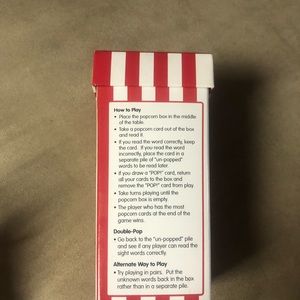 How to Play
• Place the popcorn box in the middle
of the table.
• Take a popcorn card out of the box
and read it.
• If you read the word correctly, keep
the card. If you read the word
incorrectly, place the card in a
separate pile of "un-popped"
words to be read later.
• If you draw a "POP!" card, return
all your cards to the box and
remove the "POP!" card from play.
• Take turns playing until the
popcorn box is empty.
• The player who has the most
popcorn cards at the end of the
game wins.
Double-Pop
• Go back to the "un-popped" pile
and see if any player can read the
sight words correctly.
Alternate Way to Play
• Try playing in pairs. Put the
unknown words back in the box
rather than in a separate pile.